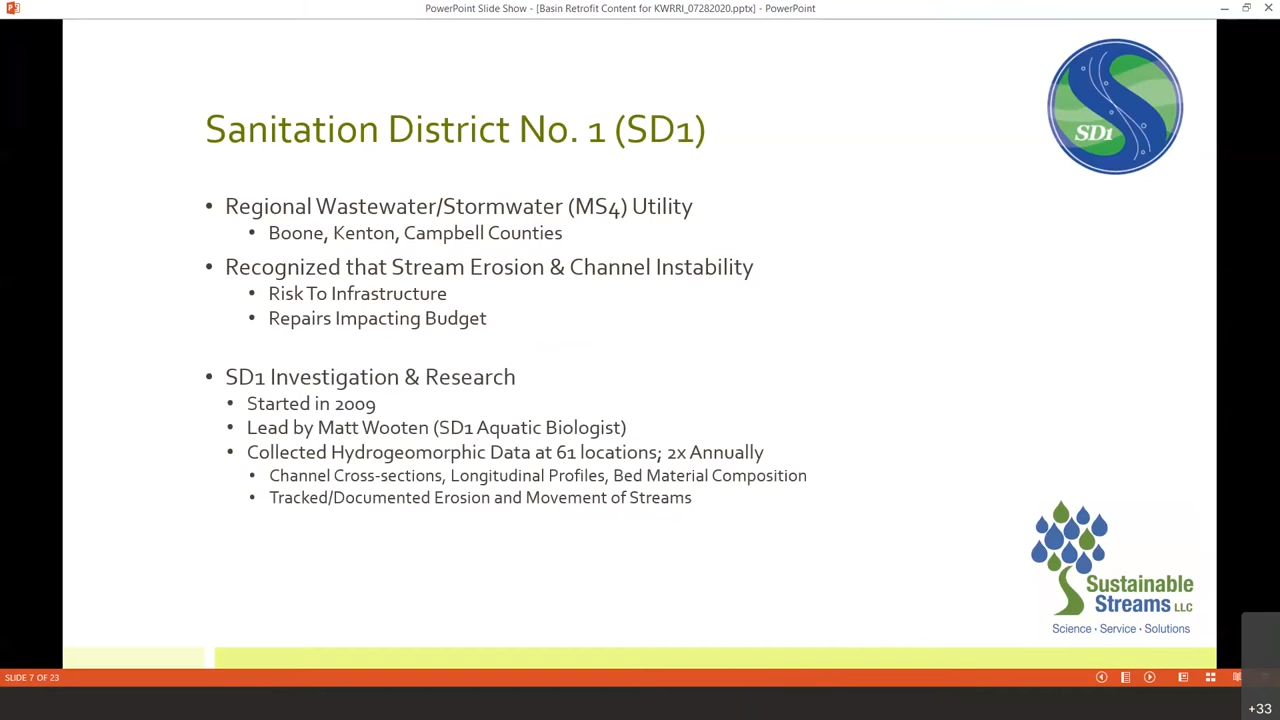 PowerPoint Slide Show - [Basin Retrofit Content for KWRRI_07282020.pptx] - PowerPoint
SD1
Sanitation District No. 1 (SD1)
• Regional Wastewater/Stormwater (MS4) Utility
• Boone, Kenton, Campbell Counties
• Recognized that Stream Erosion & Channel Instability
• Risk To Infrastructure
• Repairs Impacting Budget
• SD1 Investigation & Research
• Started in 2009
• Lead by Matt Wooten (SD1 Aquatic Biologist)
• Collected Hydrogeomorphic Data at 61 locations; 2x Annually
• Channel Cross-sections, Longitudinal Profiles, Bed Material Composition
• Tracked/Documented Erosion and Movement of Streams
Sustainable
Streams LLC
Science • Service • Solutions
SLIDE 7 OF 23
+33